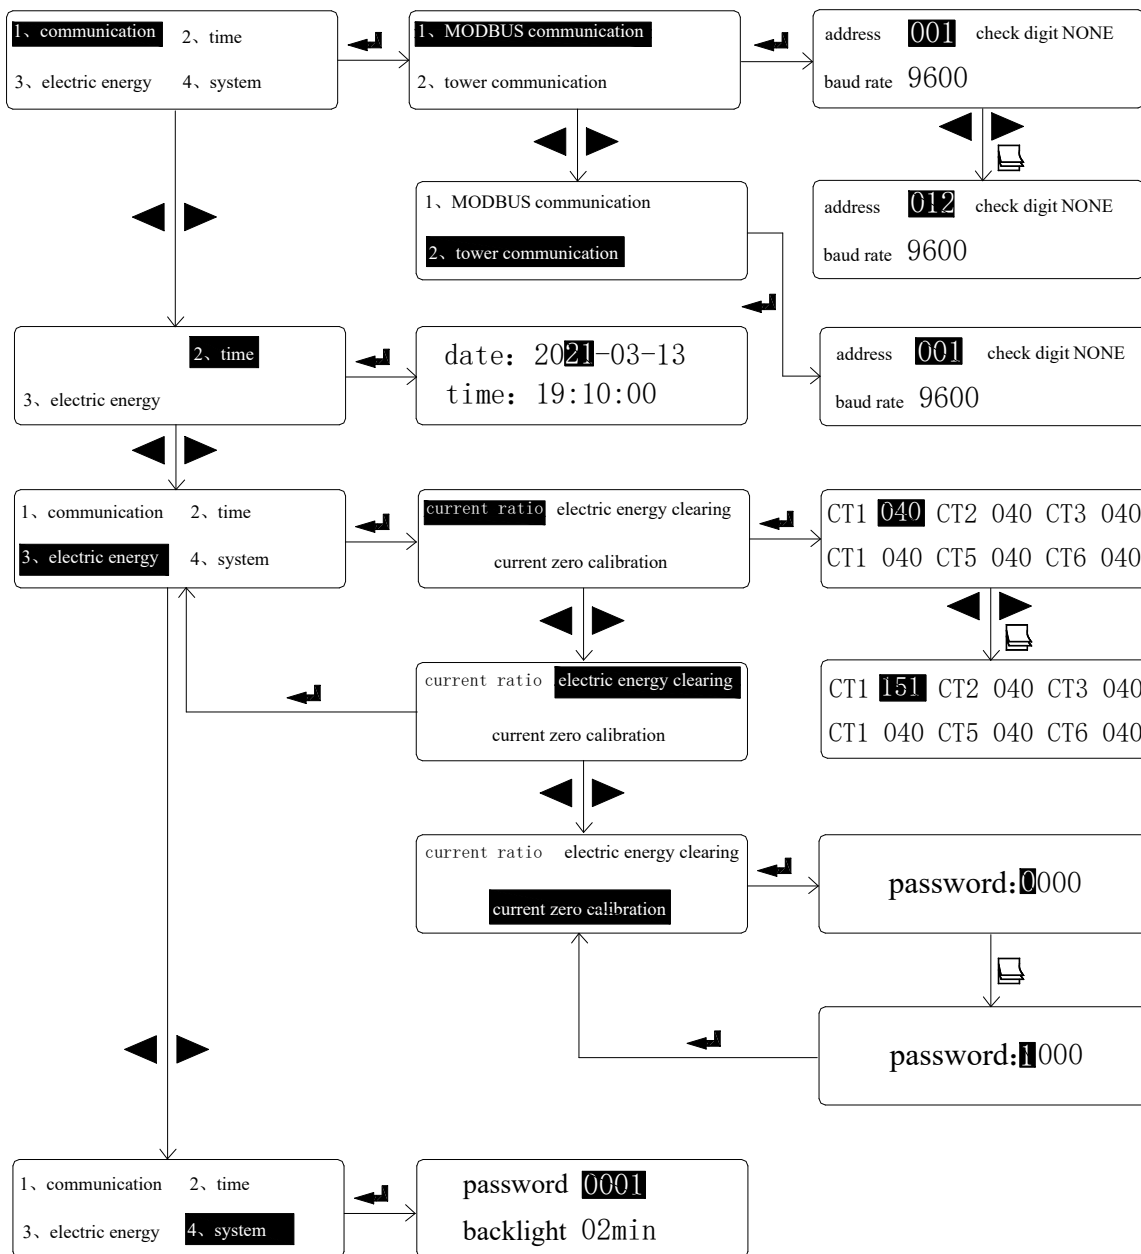 1、communication 2、time
3、electric energy 4、system
1、MODBUS communication
2、tower communication
address 001 check digit NONE
baud rate 9600
1、MODBUS communication
2、tower communication
address 012 check digit NONE
baud rate 9600
2、time
3、electric energy
date: 2021-03-13
time: 19:10:00
address 001 check digit NONE
baud rate 9600
1、communication 2、time
3、electric energy 4、system
current ratio electric energy clearing
current zero calibration
CT1 040 CT2 040 CT3 040
CT1 040 CT5 040 CT6 040
current ratio electric energy clearing
current zero calibration
CT1 151 CT2 040 CT3 040
CT1 040 CT5 040 CT6 040
current ratio electric energy clearing
current zero calibration
password:0000
password:1000
1、communication 2、time
3、electric energy 4、system
password 0001
backlight 02min